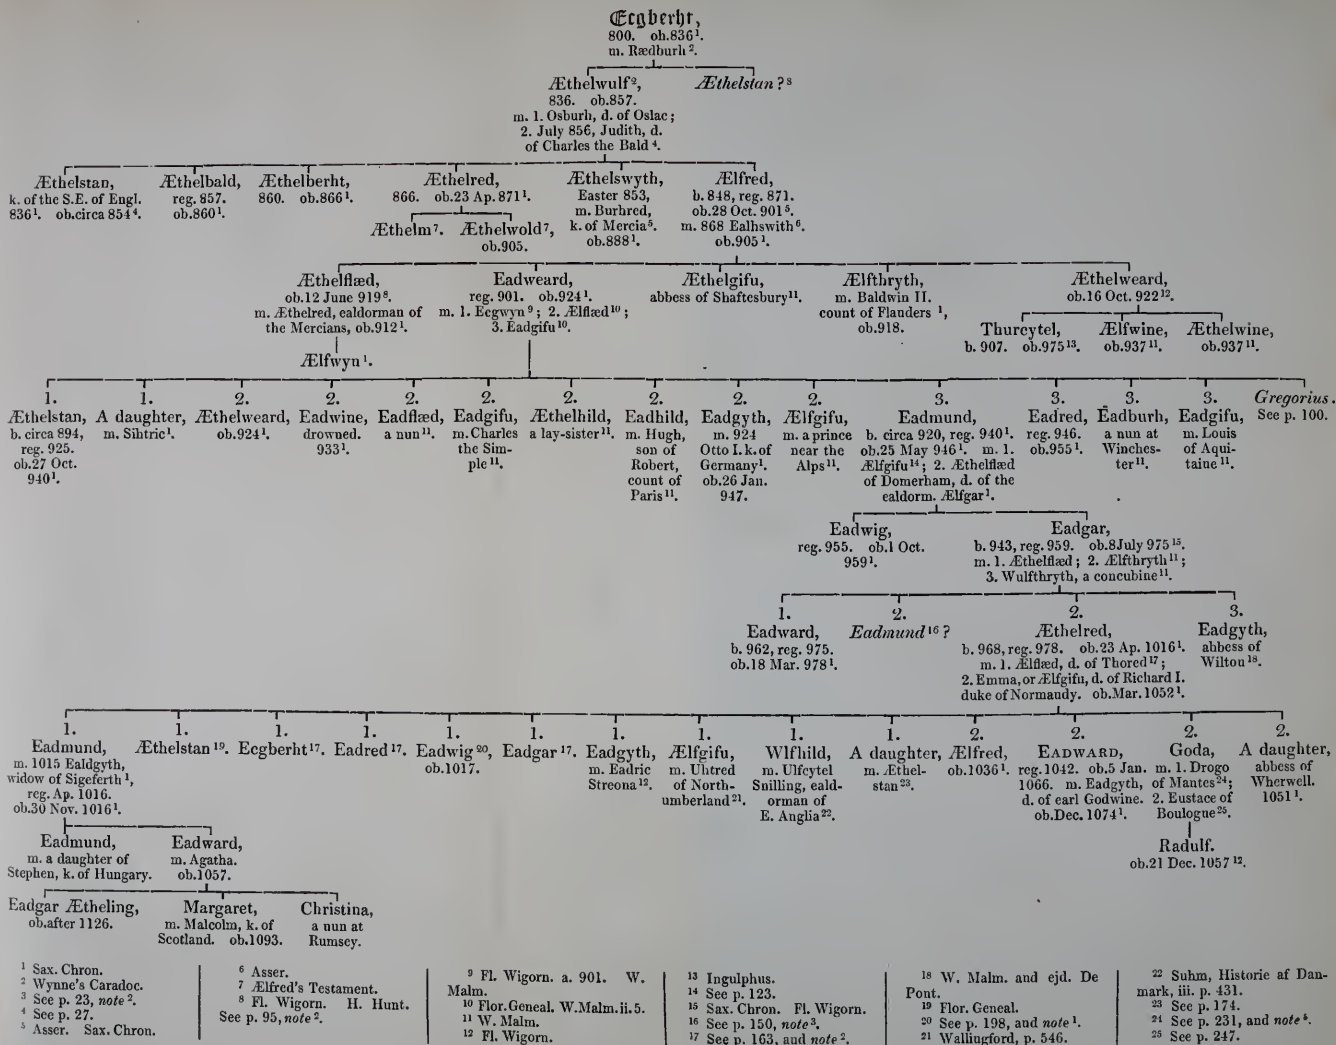 Ecgberht,
800. ob.836¹.
m. Rædburh².
Æthelwulf²,
836. ob.857.
m. 1. Osburh, d. of Oslac;
2. July 856, Judith, d.
of Charles the Bald⁴.
Æthelstan?³
Æthelstan,
k. of the S.E. of Engl.
836¹. ob.circa 854⁴.
Æthelbald,
reg. 857.
ob.860¹.
Æthelberht,
860. ob.866¹.
Æthelred,
866. ob.23 Ap. 871¹.
Æthelm⁷.
Æthelwold⁷,
ob.905.
Æthelswyth,
Easter 853,
m. Burhred,
k. of Mercia⁵.
ob.888¹.
Ælfred,
b. 848, reg. 871.
ob.28 Oct. 901⁵.
m. 868 Ealhswith⁶.
ob.905¹.
Æthelflæd,
ob.12 June 919⁸.
m. Æthelred, ealdorman of
the Mercians, ob.912¹.
Ælfwyn¹.
Eadweard,
reg. 901. ob.924¹.
m. 1. Ecgwyn⁹; 2. Ælflæd¹⁰;
3. Eadgifu¹⁰.
Æthelgifu,
abbess of Shaftesbury¹¹.
Ælfthryth,
m. Baldwin II.
count of Flanders ¹,
ob.918.
Æthelweard,
ob.16 Oct. 922¹².
Thurcytel,
b. 907. ob.975¹³.
Ælfwine,
ob.937¹¹.
Æthelwine,
ob.937¹¹.
1.
Æthelstan,
b. circa 894,
reg. 925.
ob.27 Oct.
940¹.
1.
A daughter,
m. Sihtric¹.
2.
Æthelweard,
ob.924¹.
2.
Eadwine,
drowned.
933¹.
2.
Eadflæd,
a nun¹¹.
2.
Eadgifu,
m. Charles
the Sim-
ple¹¹.
2.
Æthelhild,
a lay-sister¹¹.
2.
Eadhild,
m. Hugh,
son of
Robert,
count of
Paris¹¹.
2.
Eadgyth,
m. 924
Otto I. k. of
Germany¹.
ob.26 Jan.
947.
2.
Ælfgifu,
m. a prince
near the
Alps¹¹.
3.
Eadmund,
b. circa 920, reg. 940¹.
ob.25 May 946¹. m. 1.
Ælfgifu¹⁴; 2. Æthelflæd
of Domerham, d. of the
ealdorm. Ælfgar¹.
3.
Eadred,
reg. 946.
ob.955¹.
3.
Eadburh,
a nun at
Winches-
ter¹¹.
3.
Eadgifu,
m. Louis
of Aqui-
taine¹¹.
Gregorius.
See p. 100.
Eadwig,
reg. 955. ob.1 Oct.
959¹.
Eadgar,
b. 943, reg. 959. ob.8 July 975¹⁵.
m. 1. Æthelflæd; 2. Ælfthryth¹¹;
3. Wulfthryth, a concubine¹¹.
1.
Eadward,
b. 962, reg. 975.
ob.18 Mar. 978¹.
2.
Eadmund¹⁶?
2.
Æthelred,
b. 968, reg. 978. ob.23 Ap. 1016¹.
m. 1. Ælflæd, d. of Thored¹⁷;
2. Emma, or Ælfgifu, d. of Richard I.
duke of Normandy. ob.Mar. 1052¹.
3.
Eadgyth,
abbess of
Wilton¹⁸.
1.
Eadmund,
m. 1015 Ealdgyth,
widow of Sigeferth¹,
reg. Ap. 1016.
ob.30 Nov. 1016¹.
1.
Æthelstan¹⁹.
1.
Ecgberht¹⁷.
1.
Eadred¹⁷.
1.
Eadwig²⁰,
ob.1017.
1.
Eadgar¹⁷.
1.
Eadgyth,
m. Eadric
Streona¹².
1.
Ælfgifu,
m. Uhtred
of North-
umberland²¹.
1.
Wlfhild,
m. Ulfcytel
Snilling, eald-
orman of
E. Anglia²².
1.
A daughter,
m. Æthel-
stan²³.
2.
Ælfred,
ob.1036¹.
2.
EADWARD,
reg.1042. ob.5 Jan.
1066. m. Eadgyth,
d. of earl Godwine.
ob.Dec. 1074¹.
2.
Goda,
m. 1. Drogo
of Mantes²⁴;
2. Eustace of
Boulogne²⁵.
Radulf.
ob.21 Dec. 1057¹².
2.
A daughter,
abbess of
Wherwell.
1051¹.
Eadmund,
m. a daughter of
Stephen, k. of Hungary.
Eadward,
m. Agatha.
ob.1057.
Eadgar Ætheling,
ob.after 1126.
Margaret,
m. Malcolm, k. of
Scotland. ob.1093.
Christina,
a nun at
Rumsey.
¹ Sax. Chron.
² Wynne's Caradoc.
³ See p. 23, note².
⁴ See p. 27.
⁵ Asser. Sax. Chron.
⁶ Asser.
⁷ Ælfred's Testament.
⁸ Fl. Wigorn. H. Hunt.
See p. 95, note².
⁹ Fl. Wigorn. a. 901. W.
Malm.
¹⁰ Flor. Geneal. W. Malm. ii. 5.
¹¹ W. Malm.
¹² Fl. Wigorn.
¹³ Ingulphus.
¹⁴ See p. 123.
¹⁵ Sax. Chron. Fl. Wigorn.
¹⁶ See p. 150, note³.
¹⁷ See p. 163, and note².
¹⁸ W. Malm. and ejd. De
Pont.
¹⁹ Flor. Geneal.
²⁰ See p. 198, and note¹.
²¹ Wallingford, p. 546.
²² Suhm, Historie af Dan-
mark, iii. p. 431.
²³ See p. 174.
²⁴ See p. 231, and note⁴.
²⁵ See p. 247.